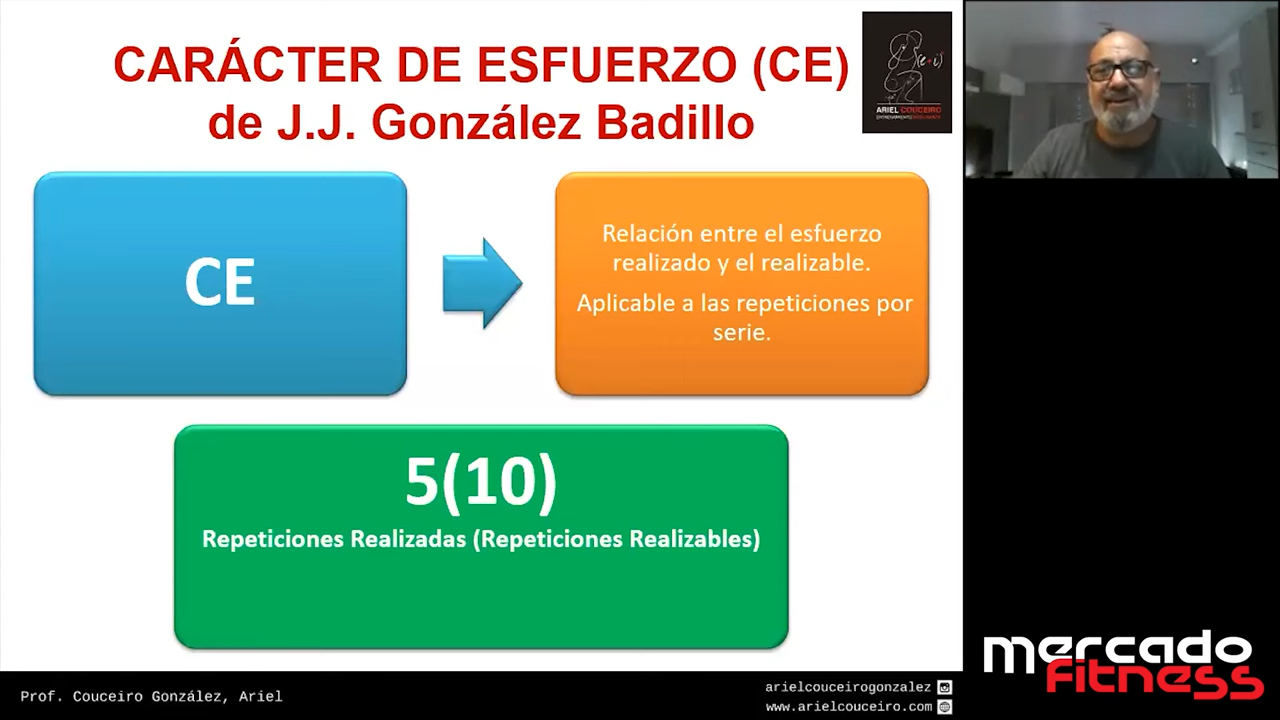 CARÁCTER DE ESFUERZO (CE)
de J.J. González Badillo
ARIEL COUCEIRO
CE
Relación entre el esfuerzo
realizado y el realizable.
Aplicable a las repeticiones por
serie.
5(10)
Repeticiones Realizadas (Repeticiones Realizables)
mercado
fitness
Prof. Couceiro González, Ariel
arielcouceirogonzalez
www.arielcouceiro.com